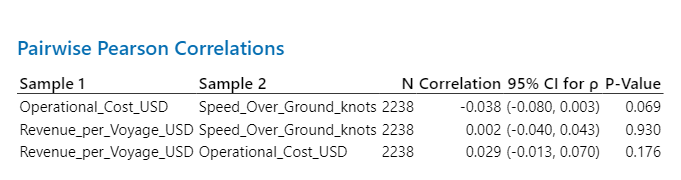 Pairwise Pearson Correlations
Sample 1 Sample 2 N Correlation 95% CI for ρ P-Value
Operational_Cost_USD Speed_Over_Ground_knots 2238 -0.038 (-0.080, 0.003) 0.069
Revenue_per_Voyage_USD Speed_Over_Ground_knots 2238 0.002 (-0.040, 0.043) 0.930
Revenue_per_Voyage_USD Operational_Cost_USD 2238 0.029 (-0.013, 0.070) 0.176